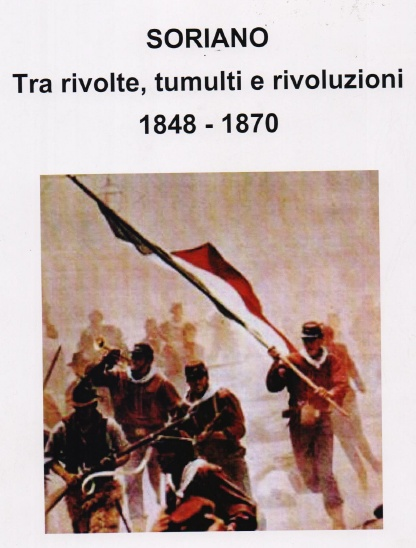 SORIANO
Tra rivolte, tumulti e rivoluzioni
1848 - 1870